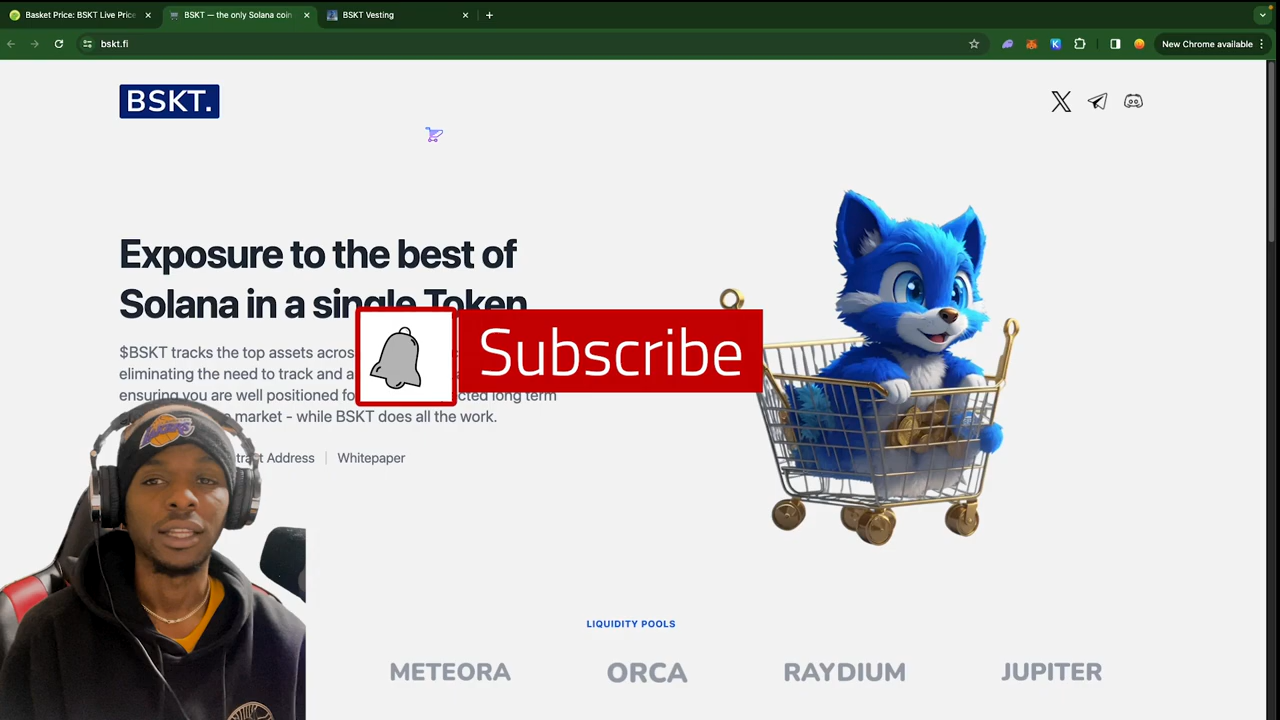 Basket Price: BSKT Live Price
BSKT — the only Solana coin
BSKT Vesting
bskt.fi
New Chrome available
BSKT.
Exposure to the best of
Solana in a single Token
$BSKT tracks the top assets acros
eliminating the need to track and a
ensuring you are well positioned fo cted long term
market - while BSKT does all the work.
Address | Whitepaper
Subscribe
LIQUIDITY POOLS
METEORA ORCA RAYDIUM JUPITER